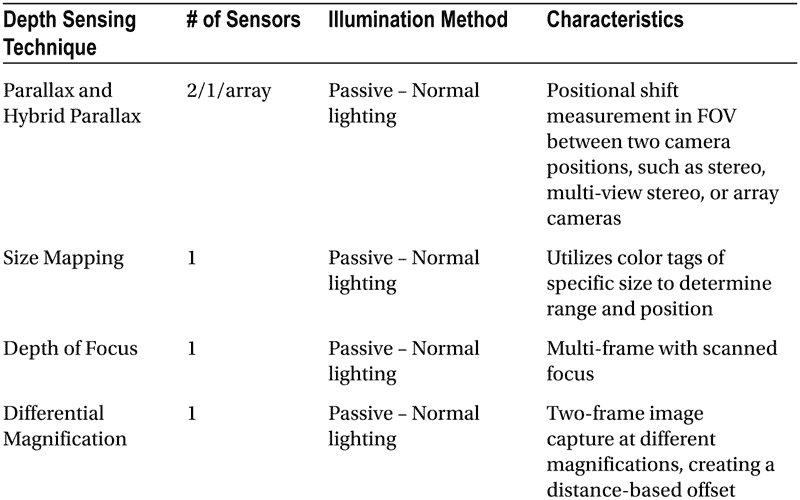 Depth Sensing # of Sensors Illumination Method Characteristics
Technique
Parallax and 2/1/array Passive – Normal Positional shift
Hybrid Parallax lighting measurement in FOV
between two camera
positions, such as stereo,
multi-view stereo, or array
cameras
Size Mapping 1 Passive – Normal Utilizes color tags of
lighting specific size to determine
range and position
Depth of Focus 1 Passive – Normal Multi-frame with scanned
lighting focus
Differential 1 Passive – Normal Two-frame image
Magnification lighting capture at different
magnifications, creating a
distance-based offset